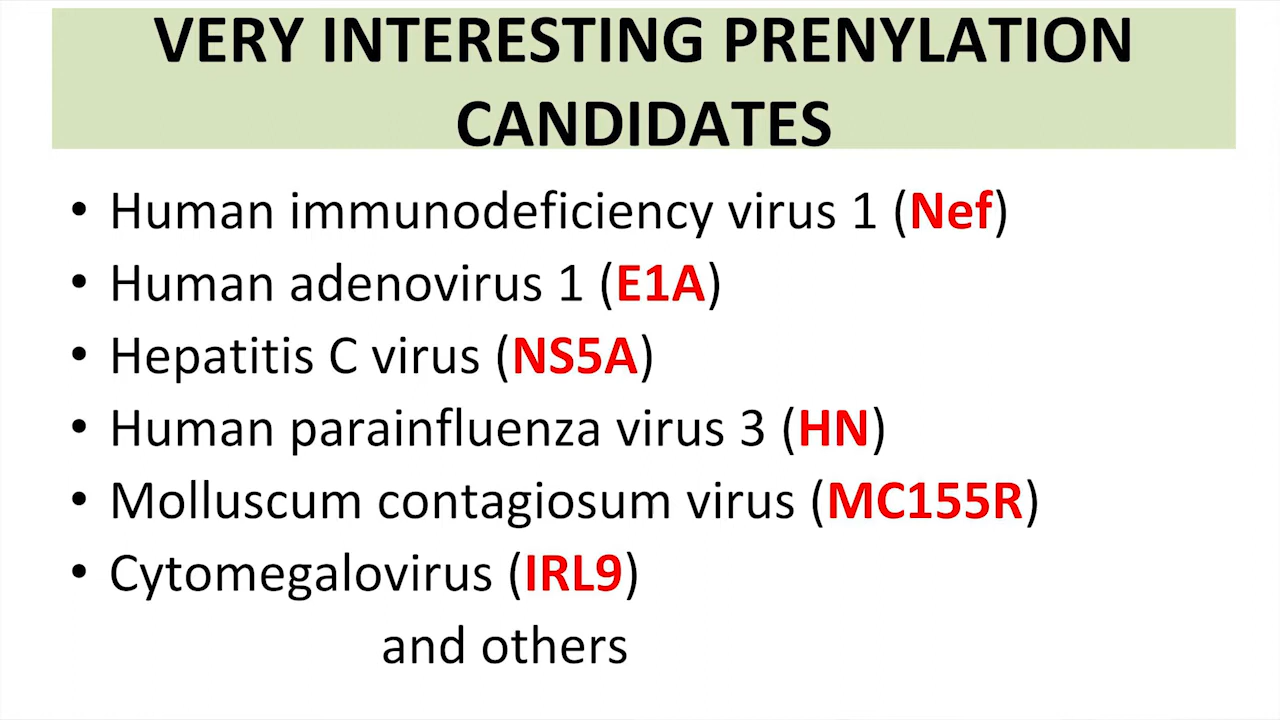 VERY INTERESTING PRENYLATION
CANDIDATES
• Human immunodeficiency virus 1 (Nef)
• Human adenovirus 1 (E1A)
• Hepatitis C virus (NS5A)
• Human parainfluenza virus 3 (HN)
• Molluscum contagiosum virus (MC155R)
• Cytomegalovirus (IRL9)
and others